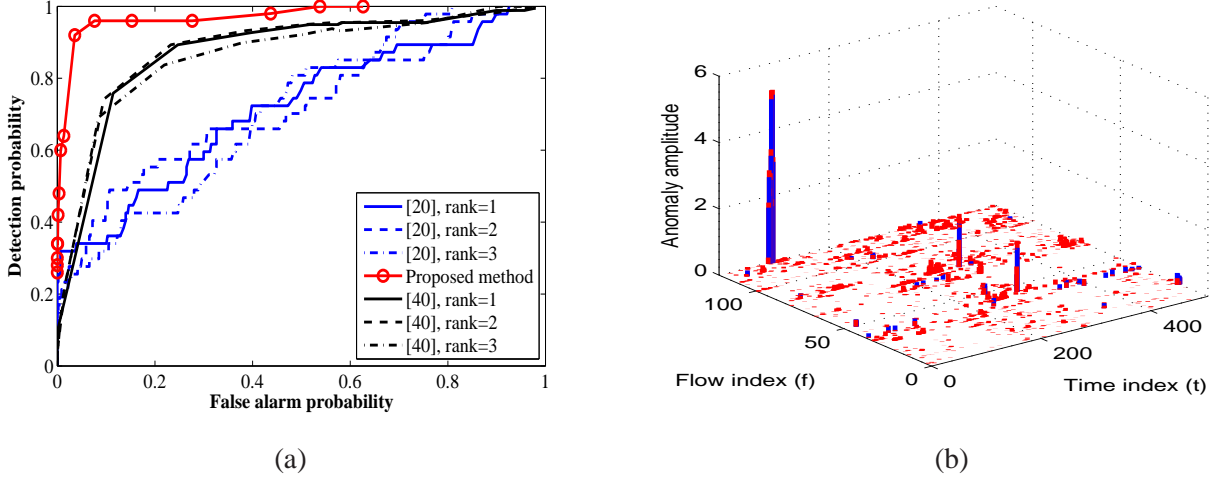 1
0.8
0.6
0.4
0.2
0
0 0.2 0.4 0.6 0.8 1
Detection probability
False alarm probability
[20], rank=1
[20], rank=2
[20], rank=3
Proposed method
[40], rank=1
[40], rank=2
[40], rank=3
(a)
6
4
2
0
Anomaly amplitude
100
50
0
Flow index (f)
0
200
400
Time index (t)
(b)